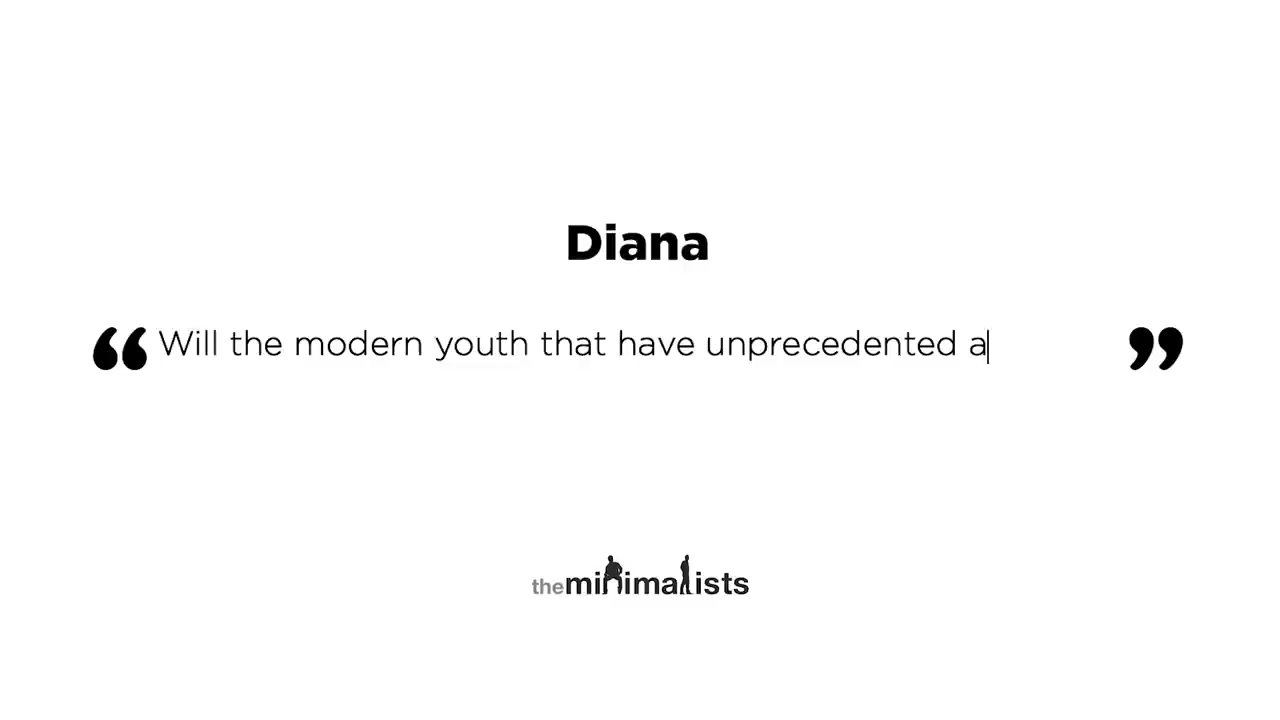 Diana
“Will the modern youth that have unprecedented a”
theminimalists